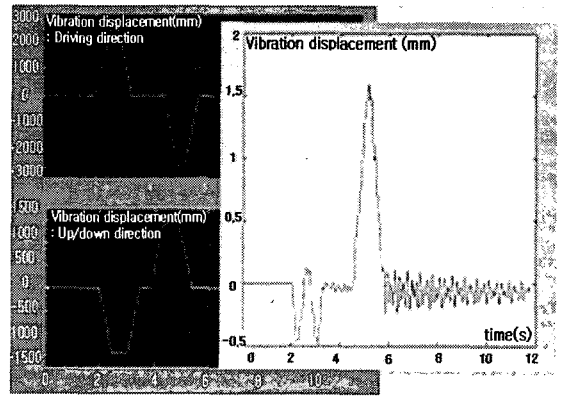 3000
2000
1000
0
-1000
2000
-3000
Vibration displacement(mm)
: Driving direction
1500
1000
500
0
-500
1000
-1500
Vibration displacement(mm)
: Up/down direction
0 2 4 6 10
Vibration displacement (mm)
2
1,5
1
0,5
0
-0,5
time(s)
0 2 4 6 8 10 12